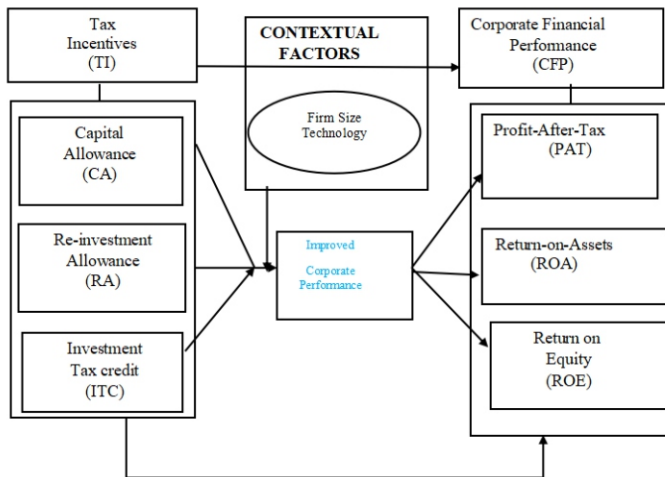 Tax
Incentives
(TI)
CONTEXTUAL
FACTORS
Firm Size
Technology
Corporate Financial
Performance
(CFP)
Capital
Allowance
(CA)
Re-investment
Allowance
(RA)
Investment
Tax credit
(ITC)
Improved
Corporate
Performance
Profit-After-Tax
(PAT)
Return-on-Assets
(ROA)
Return on
Equity
(ROE)